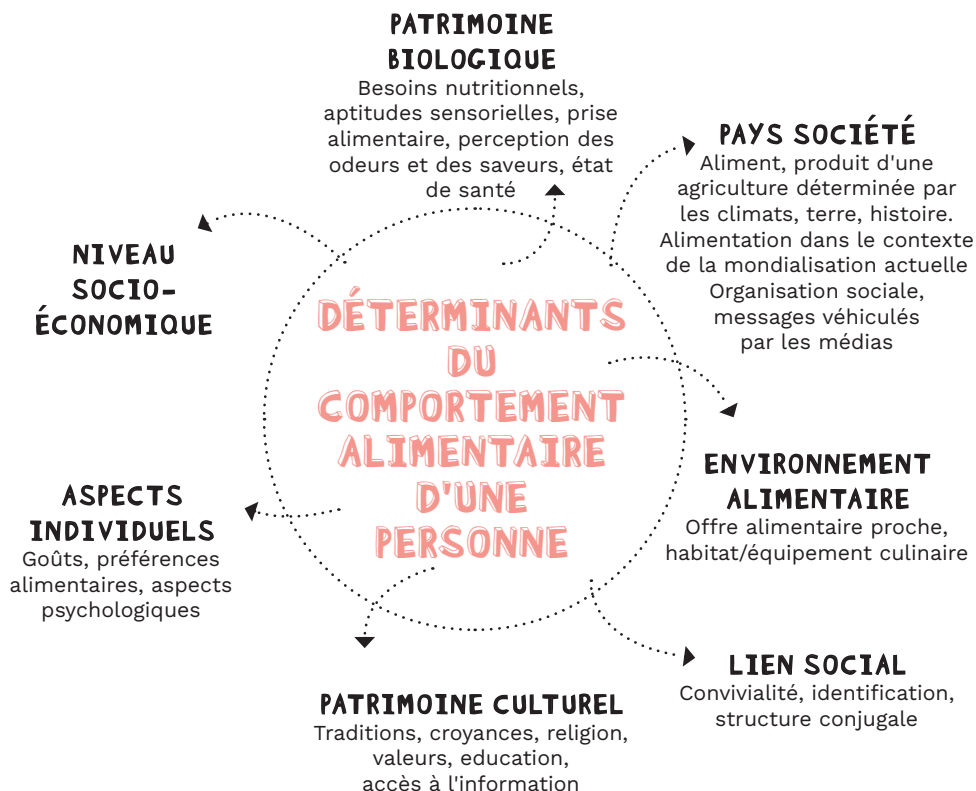 PATRIMOINE
BIOLOGIQUE
Besoins nutritionnels,
aptitudes sensorielles, prise
alimentaire, perception des
odeurs et des saveurs, état
de santé
PAYS SOCIÉTÉ
Aliment, produit d'une
agriculture déterminée par
les climats, terre, histoire.
Alimentation dans le contexte
de la mondialisation actuelle
Organisation sociale,
messages véhiculés
par les médias
NIVEAU
SOCIO-
ÉCONOMIQUE
DÉTERMINANTS
DU
COMPORTEMENT
ALIMENTAIRE
D'UNE
PERSONNE
ENVIRONNEMENT
ALIMENTAIRE
Offre alimentaire proche,
habitat/équipement culinaire
ASPECTS
INDIVIDUELS
Goûts, préférences
alimentaires, aspects
psychologiques
LIEN SOCIAL
Convivialité, identification,
structure conjugale
PATRIMOINE CULTUREL
Traditions, croyances, religion,
valeurs, education,
accès à l'information